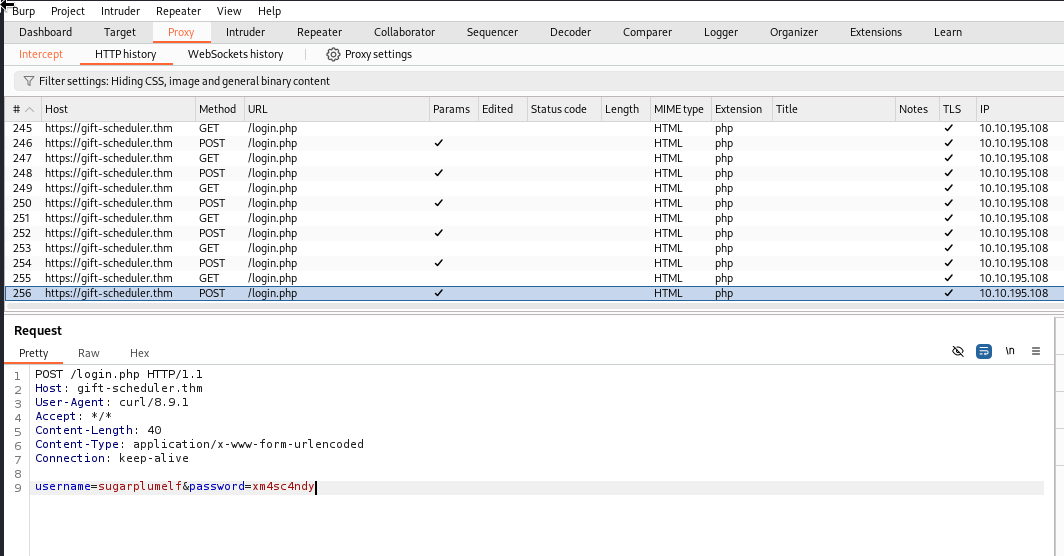 Burp Project Intruder Repeater View Help
Dashboard Target Proxy Intruder Repeater Collaborator Sequencer Decoder Comparer Logger Organizer Extensions Learn
Intercept HTTP history WebSockets history Proxy settings
Filter settings: Hiding CSS, image and general binary content
# Host Method URL Params Edited Status code Length MIME type Extension Title Notes TLS IP
245 https://gift-scheduler.thm GET /login.php HTML php ✓ 10.10.195.108
246 https://gift-scheduler.thm POST /login.php ✓ HTML php ✓ 10.10.195.108
247 https://gift-scheduler.thm GET /login.php HTML php ✓ 10.10.195.108
248 https://gift-scheduler.thm POST /login.php ✓ HTML php ✓ 10.10.195.108
249 https://gift-scheduler.thm GET /login.php HTML php ✓ 10.10.195.108
250 https://gift-scheduler.thm POST /login.php ✓ HTML php ✓ 10.10.195.108
251 https://gift-scheduler.thm GET /login.php HTML php ✓ 10.10.195.108
252 https://gift-scheduler.thm POST /login.php ✓ HTML php ✓ 10.10.195.108
253 https://gift-scheduler.thm GET /login.php HTML php ✓ 10.10.195.108
254 https://gift-scheduler.thm POST /login.php ✓ HTML php ✓ 10.10.195.108
255 https://gift-scheduler.thm GET /login.php HTML php ✓ 10.10.195.108
256 https://gift-scheduler.thm POST /login.php ✓ HTML php ✓ 10.10.195.108
Request
Pretty Raw Hex \n
1 POST /login.php HTTP/1.1
2 Host: gift-scheduler.thm
3 User-Agent: curl/8.9.1
4 Accept: */*
5 Content-Length: 40
6 Content-Type: application/x-www-form-urlencoded
7 Connection: keep-alive
8
9 username=sugarplumelf&password=xm4sc4ndy